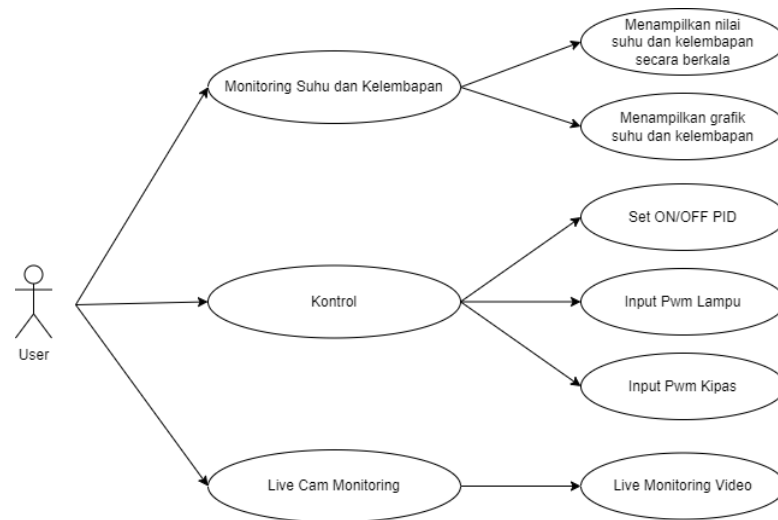 Menampilkan nilai
suhu dan kelembapan
secara berkala
Monitoring Suhu dan Kelembapan
Menampilkan grafik
suhu dan kelembapan
Set ON/OFF PID
Kontrol
Input Pwm Lampu
User
Input Pwm Kipas
Live Cam Monitoring
Live Monitoring Video